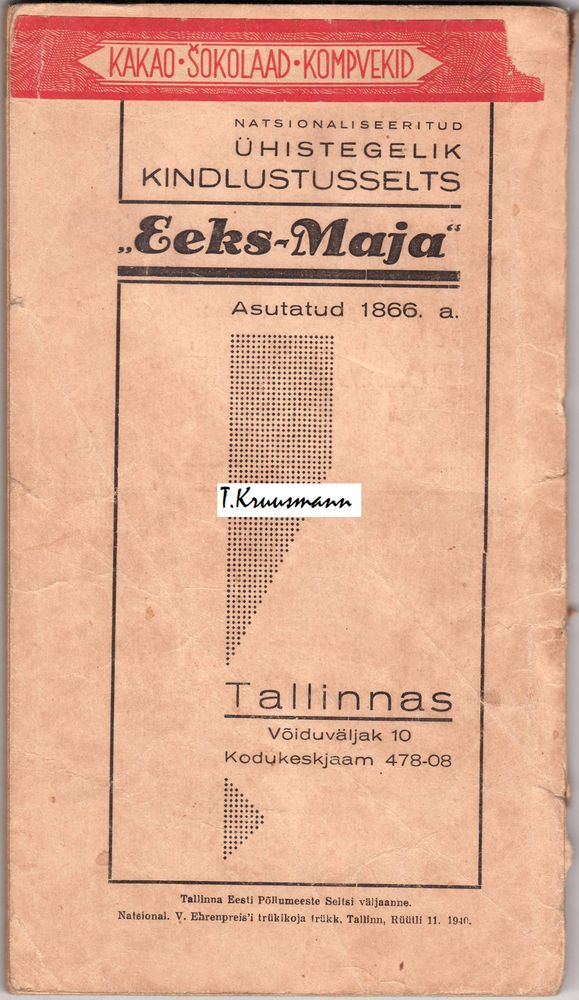 KAKAO · ŠOKOLAAD · KOMPVEKID
NATSIONALISEERITUD
ÜHISTEGELIK
KINDLUSTUSSELTS
„Eeks-Maja“
Asutatud 1866. a.
T.Kruusmann
Tallinnas
Võiduväljak 10
Kodukeskjaam 478-08
Tallinna Eesti Põllumeeste Seltsi väljaanne.
Natsional. V. Ehrenpreis'i trükikoja trükk, Tallinn, Rüütli 11. 1940.